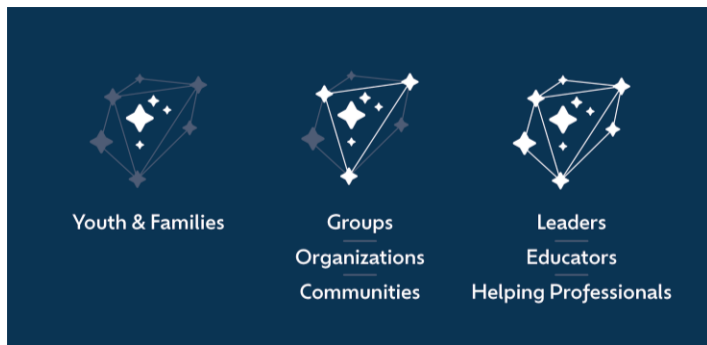 Youth & Families
Groups
Organizations
Communities
Leaders
Educators
Helping Professionals